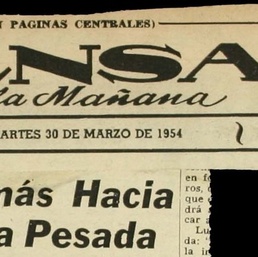 N PAGINAS CENTRALES)
NSA
la Mañana
ARTES 30 DE MARZO DE 1954
más Hacia
a Pesada
en
ros,
que
drá
car a
Lu
da:
la in